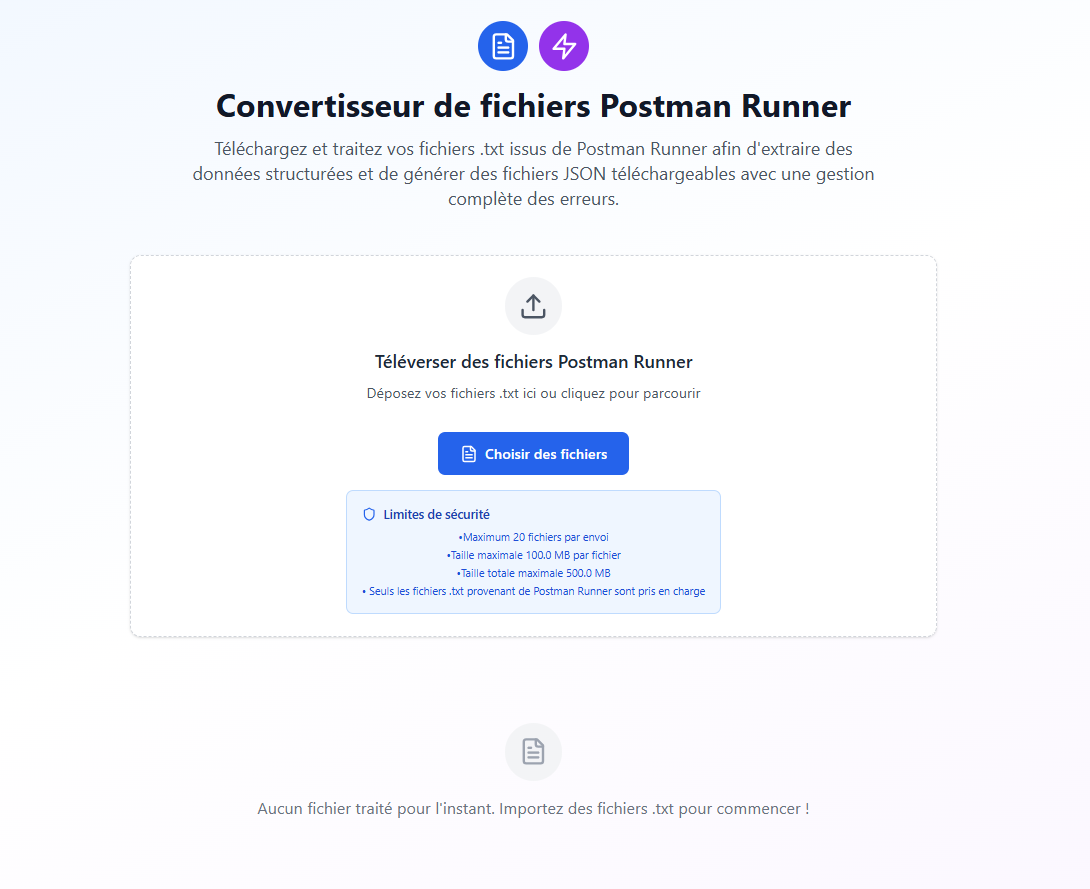 Convertisseur de fichiers Postman Runner
Téléchargez et traitez vos fichiers .txt issus de Postman Runner afin d'extraire des
données structurées et de générer des fichiers JSON téléchargeables avec une gestion
complète des erreurs.
Téléverser des fichiers Postman Runner
Déposez vos fichiers .txt ici ou cliquez pour parcourir
Choisir des fichiers
Limites de sécurité
•Maximum 20 fichiers par envoi
•Taille maximale 100.0 MB par fichier
•Taille totale maximale 500.0 MB
• Seuls les fichiers .txt provenant de Postman Runner sont pris en charge
Aucun fichier traité pour l'instant. Importez des fichiers .txt pour commencer !